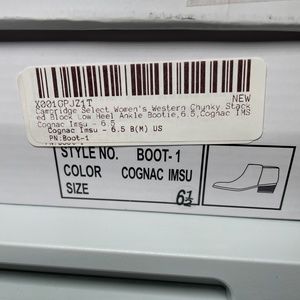 X001GPJZ1T NEW
Cambridge Select Women's Western Chunky Stack
ed Block Low Heel Ankle Bootie,6.5,Cognac IMS
Cognac Imsu - 6.5
Cognac Imsu - 6.5 B(M) US
PN:Boot-1
STYLE NO. BOOT-1
COLOR COGNAC IMSU
SIZE 6½